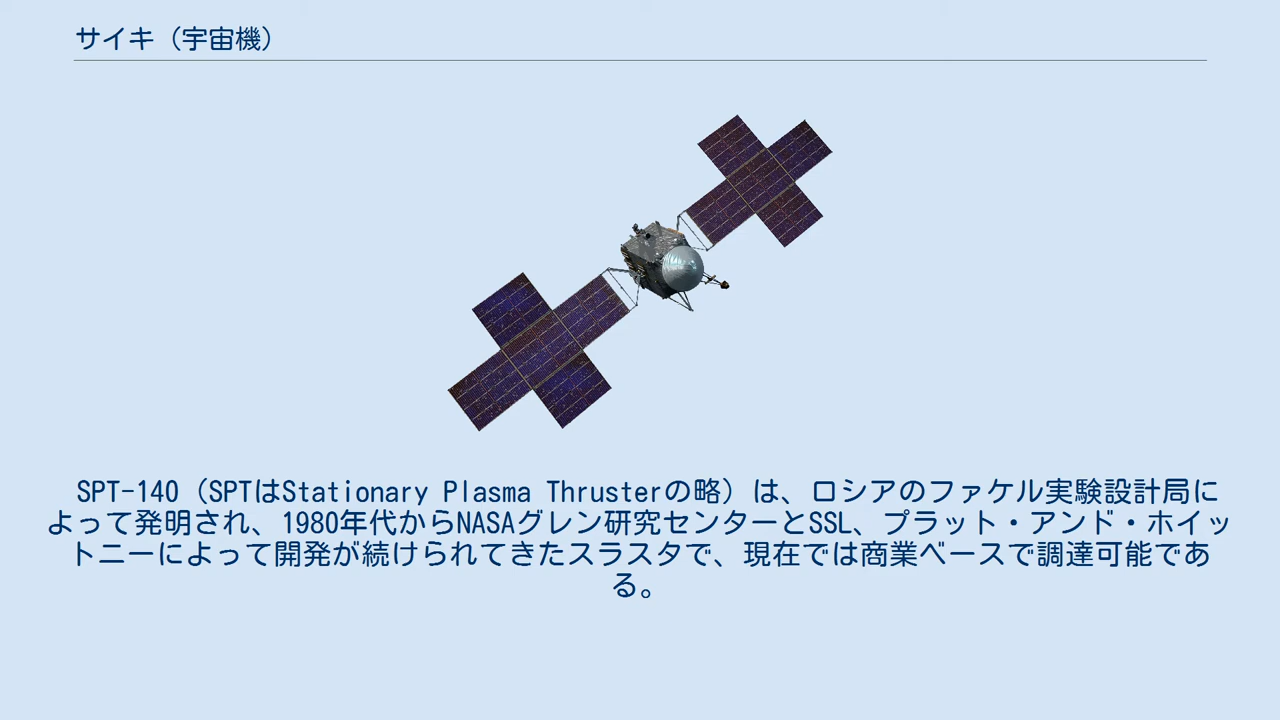 サイキ（宇宙機）
SPT-140（SPTはStationary Plasma Thrusterの略）は、ロシアのファケル実験設計局に
よって発明され、1980年代からNASAグレン研究センターとSSL、プラット・アンド・ホイッ
トニーによって開発が続けられてきたスラスタで、現在では商業ベースで調達可能であ
る。